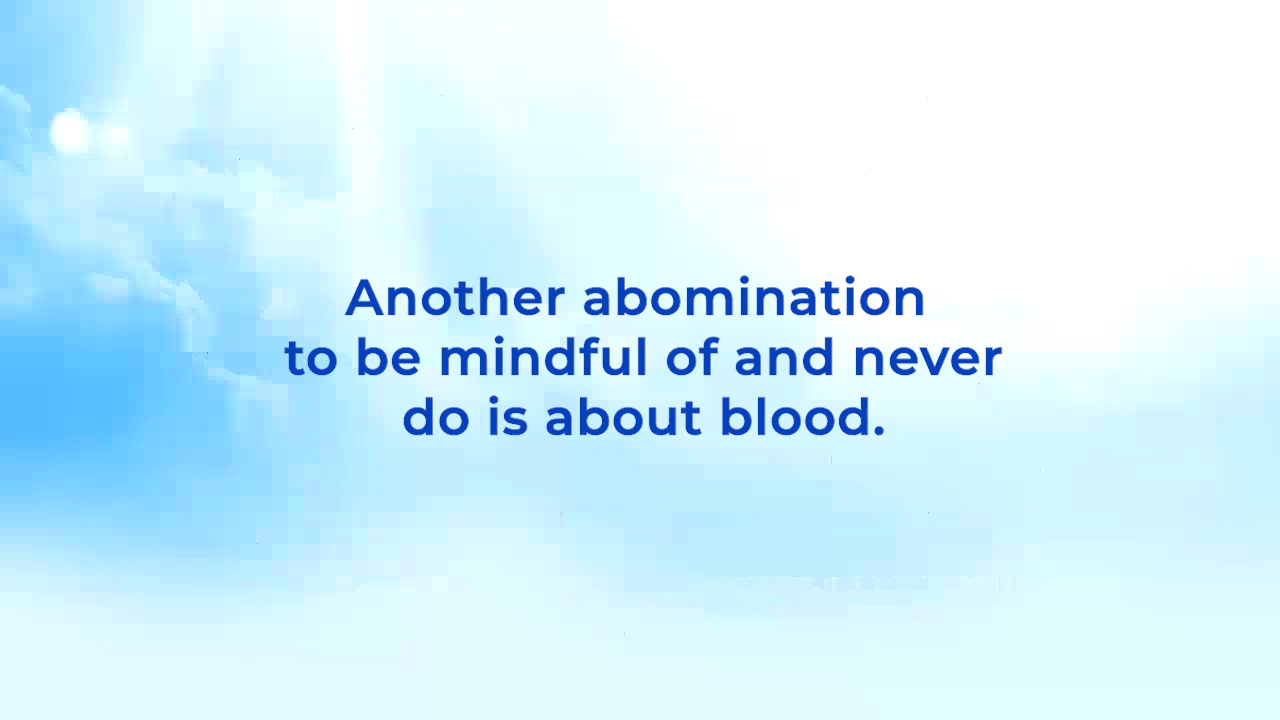 Another abomination
to be mindful of and never
do is about blood.